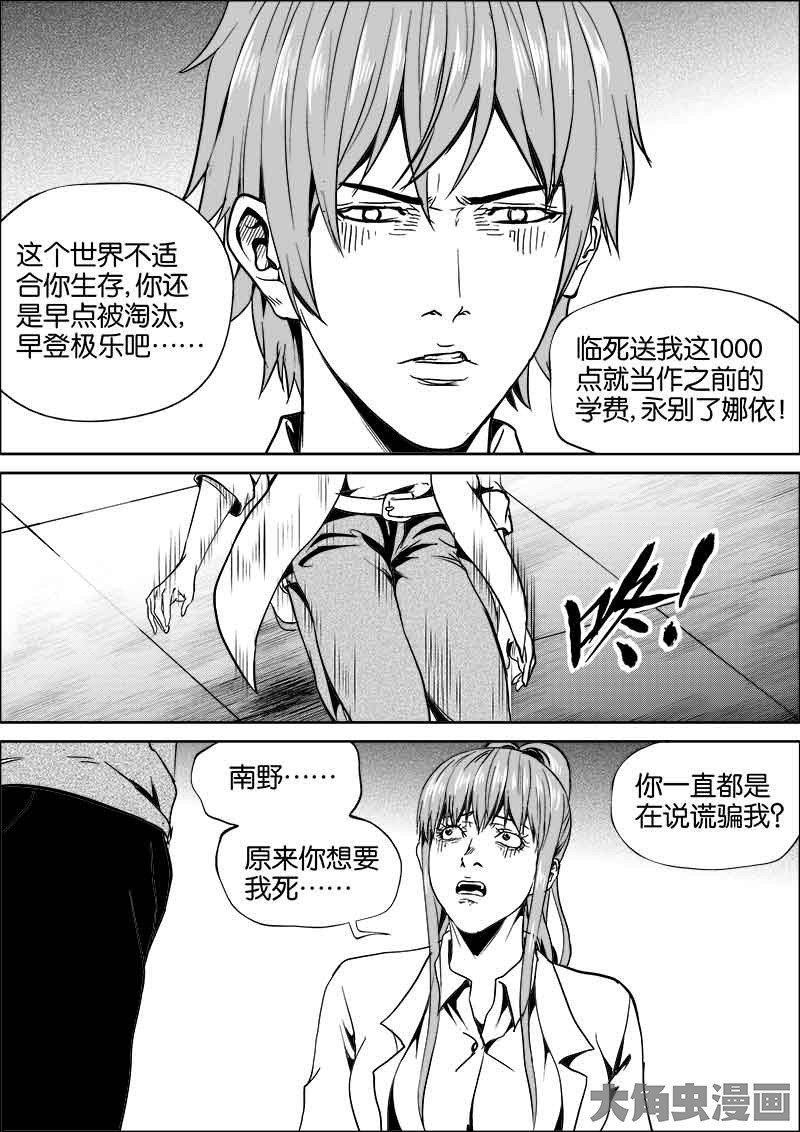 这个世界不适
合你生存,你还
是早点被淘汰,
早登极乐吧……
临死送我这1000
点就当作之前的
学费,永别了娜依!
咚!
南野……
原来你想要
我死……
你一直都是
在说谎骗我?
大角虫漫画